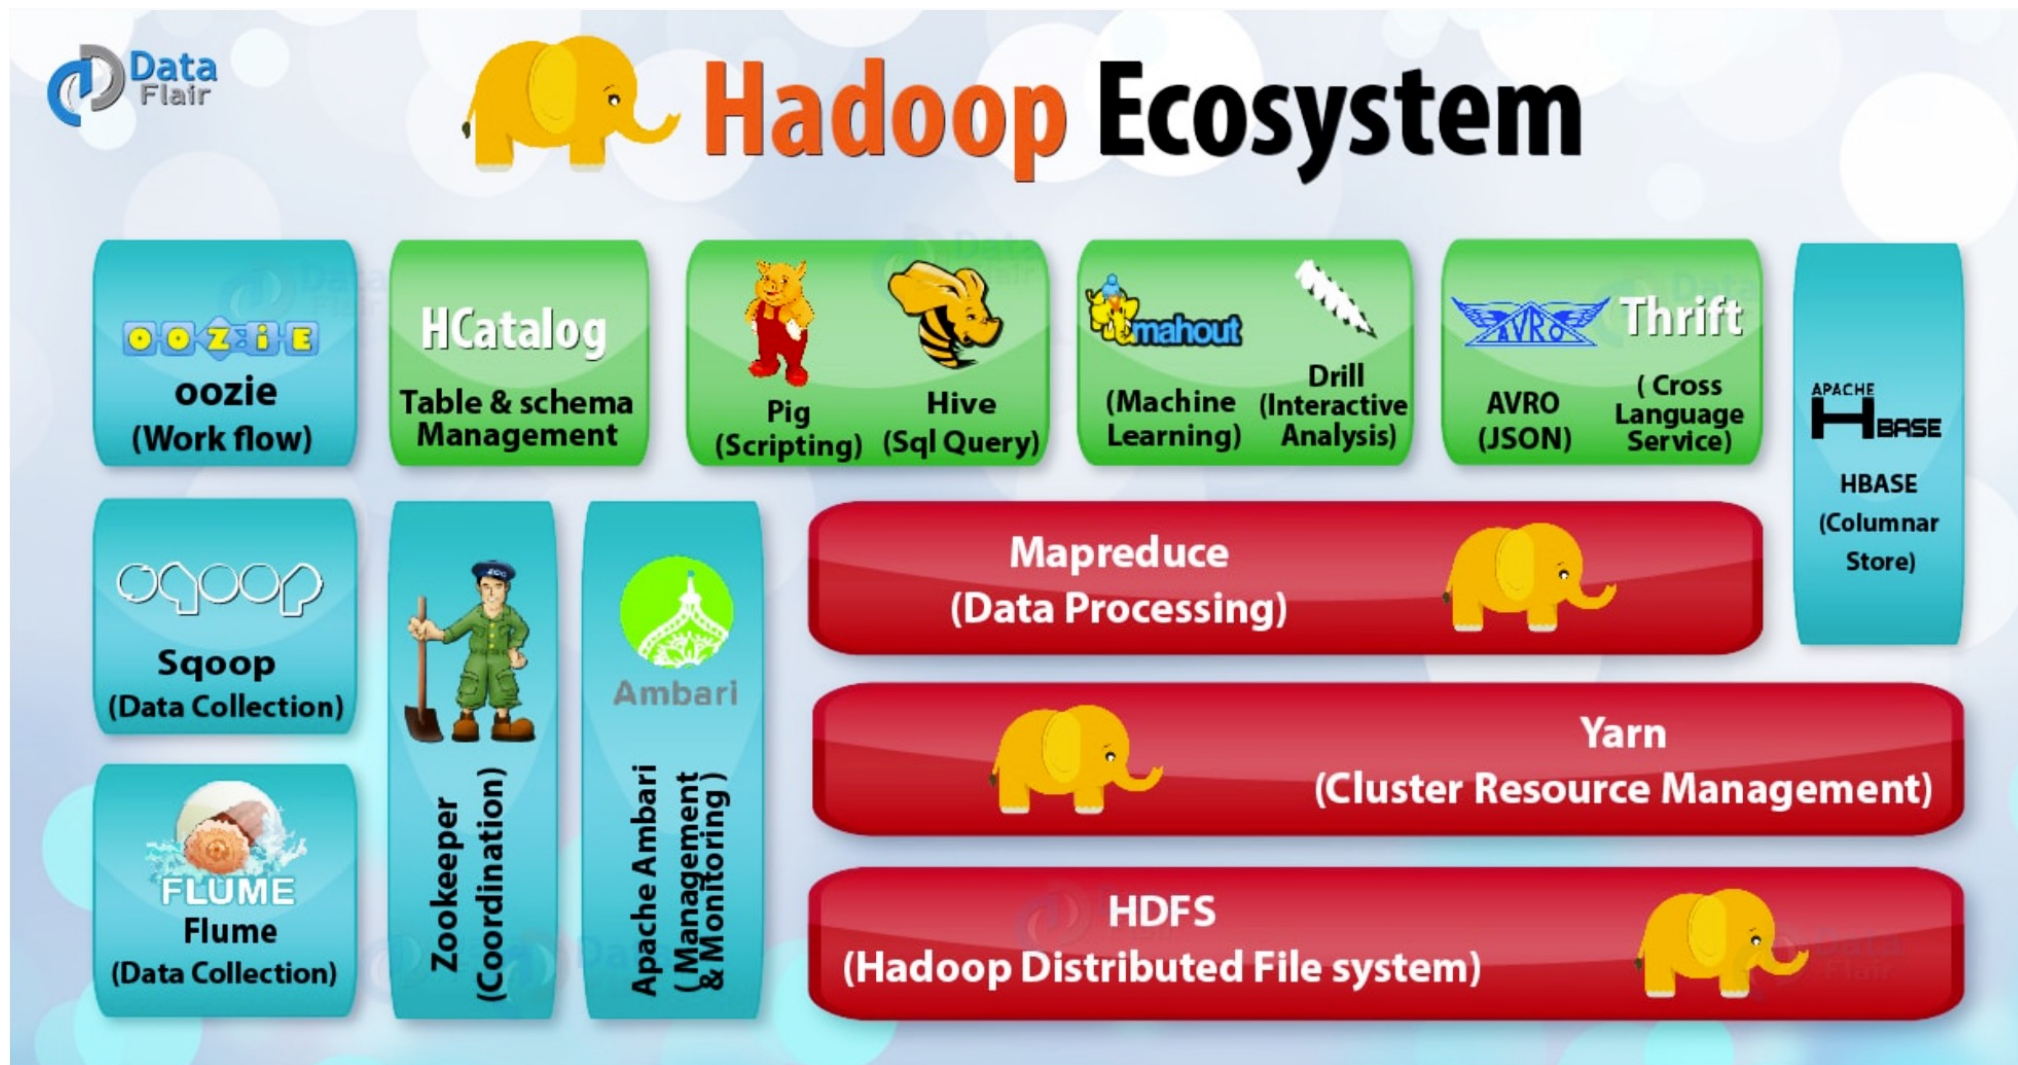 Data
Flair
Hadoop Ecosystem
OOZiE
oozie
(Work flow)
HCatalog
Table & schema
Management
Pig
(Scripting)
Hive
(Sql Query)
mahout
(Machine
Learning)
Drill
(Interactive
Analysis)
AVRO
AVRO
(JSON)
Thrift
( Cross
Language
Service)
APACHE
HBASE
HBASE
(Columnar
Store)
sqoop
Sqoop
(Data Collection)
FLUME
Flume
(Data Collection)
ZOO
Zookeeper
(Coordination)
Ambari
Apache Ambari
( Management
& Monitoring )
Mapreduce
(Data Processing)
Yarn
(Cluster Resource Management)
HDFS
(Hadoop Distributed File system)